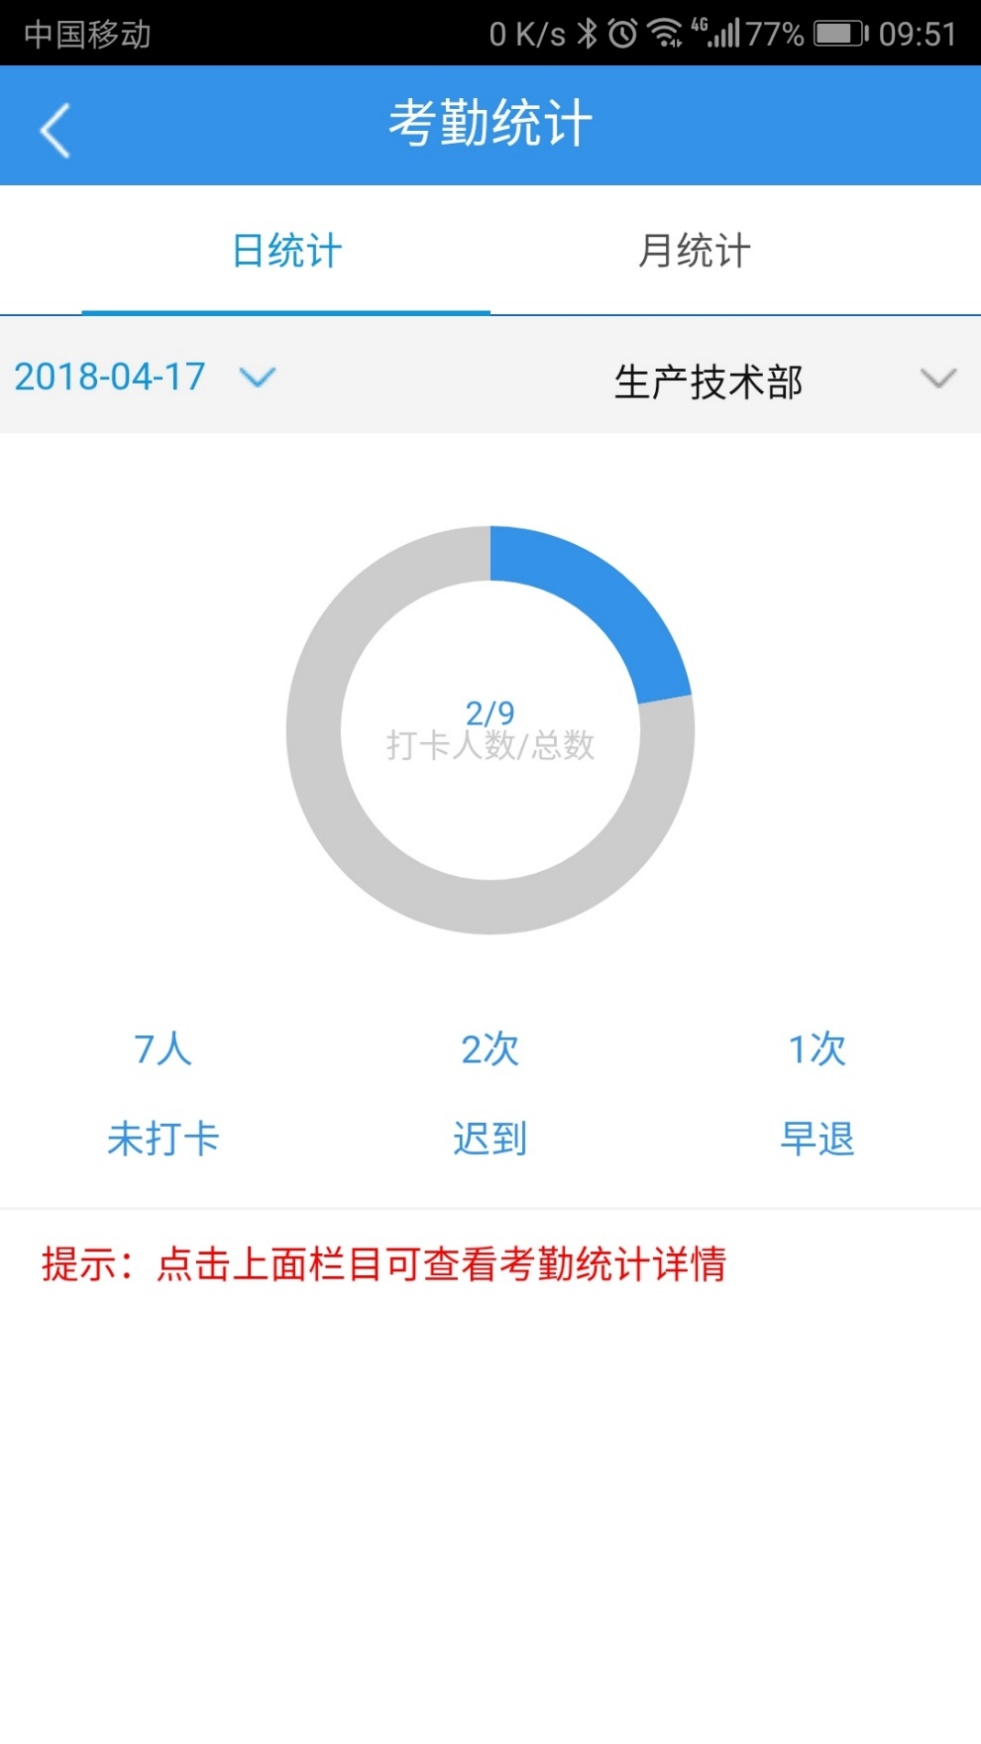 中国移动 0 K/s 4G 77% 09:51
考勤统计
日统计 月统计
2018-04-17 生产技术部
2/9
打卡人数/总数
7人 2次 1次
未打卡 迟到 早退
提示：点击上面栏目可查看考勤统计详情